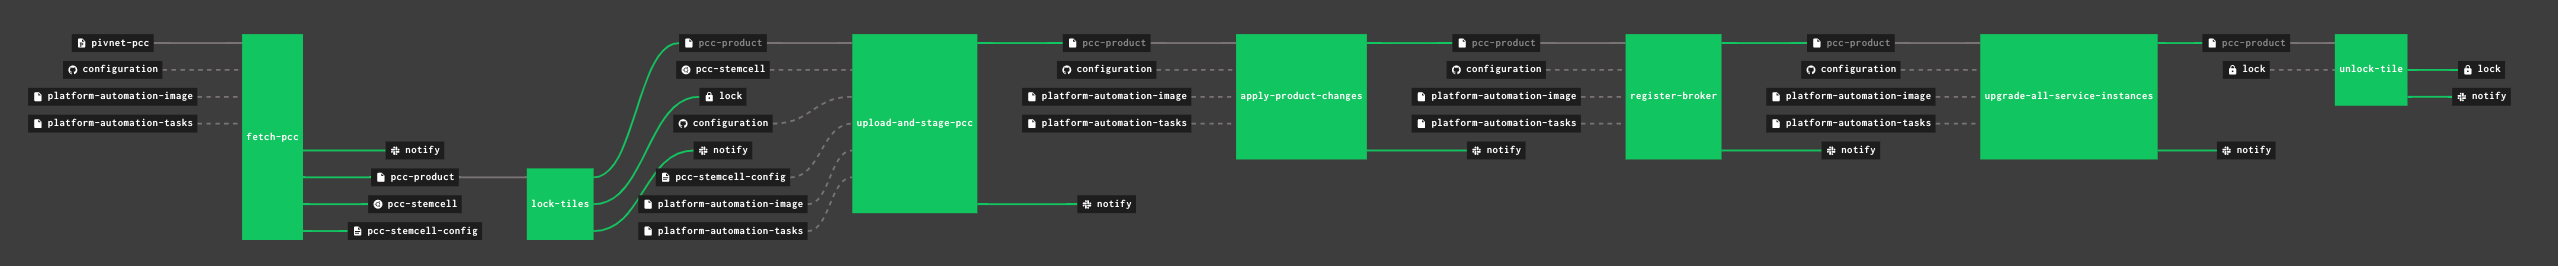 pivnet-pcc
configuration
platform-automation-image
platform-automation-tasks
fetch-pcc
notify
pcc-product
pcc-stemcell
pcc-stemcell-config
lock-tiles
pcc-product
pcc-stemcell
lock
configuration
notify
pcc-stemcell-config
platform-automation-image
platform-automation-tasks
upload-and-stage-pcc
notify
pcc-product
configuration
platform-automation-image
platform-automation-tasks
apply-product-changes
notify
pcc-product
configuration
platform-automation-image
platform-automation-tasks
register-broker
notify
pcc-product
configuration
platform-automation-image
platform-automation-tasks
upgrade-all-service-instances
notify
pcc-product
lock
unlock-tile
lock
notify